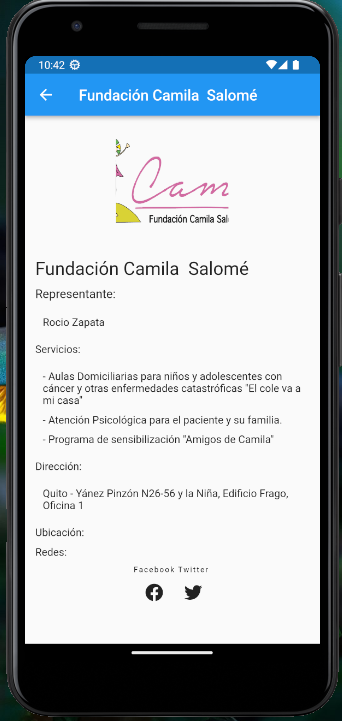 10:42
Fundación Camila Salomé
Cam
Fundación Camila Sal
Fundación Camila Salomé
Representante:
Rocio Zapata
Servicios:
- Aulas Domiciliarias para niños y adolescentes con
cáncer y otras enfermedades catastróficas "El cole va a
mi casa"
- Atención Psicológica para el paciente y su familia.
- Programa de sensibilización "Amigos de Camila"
Dirección:
Quito - Yánez Pinzón N26-56 y la Niña, Edificio Frago,
Oficina 1
Ubicación:
Redes:
Facebook Twitter